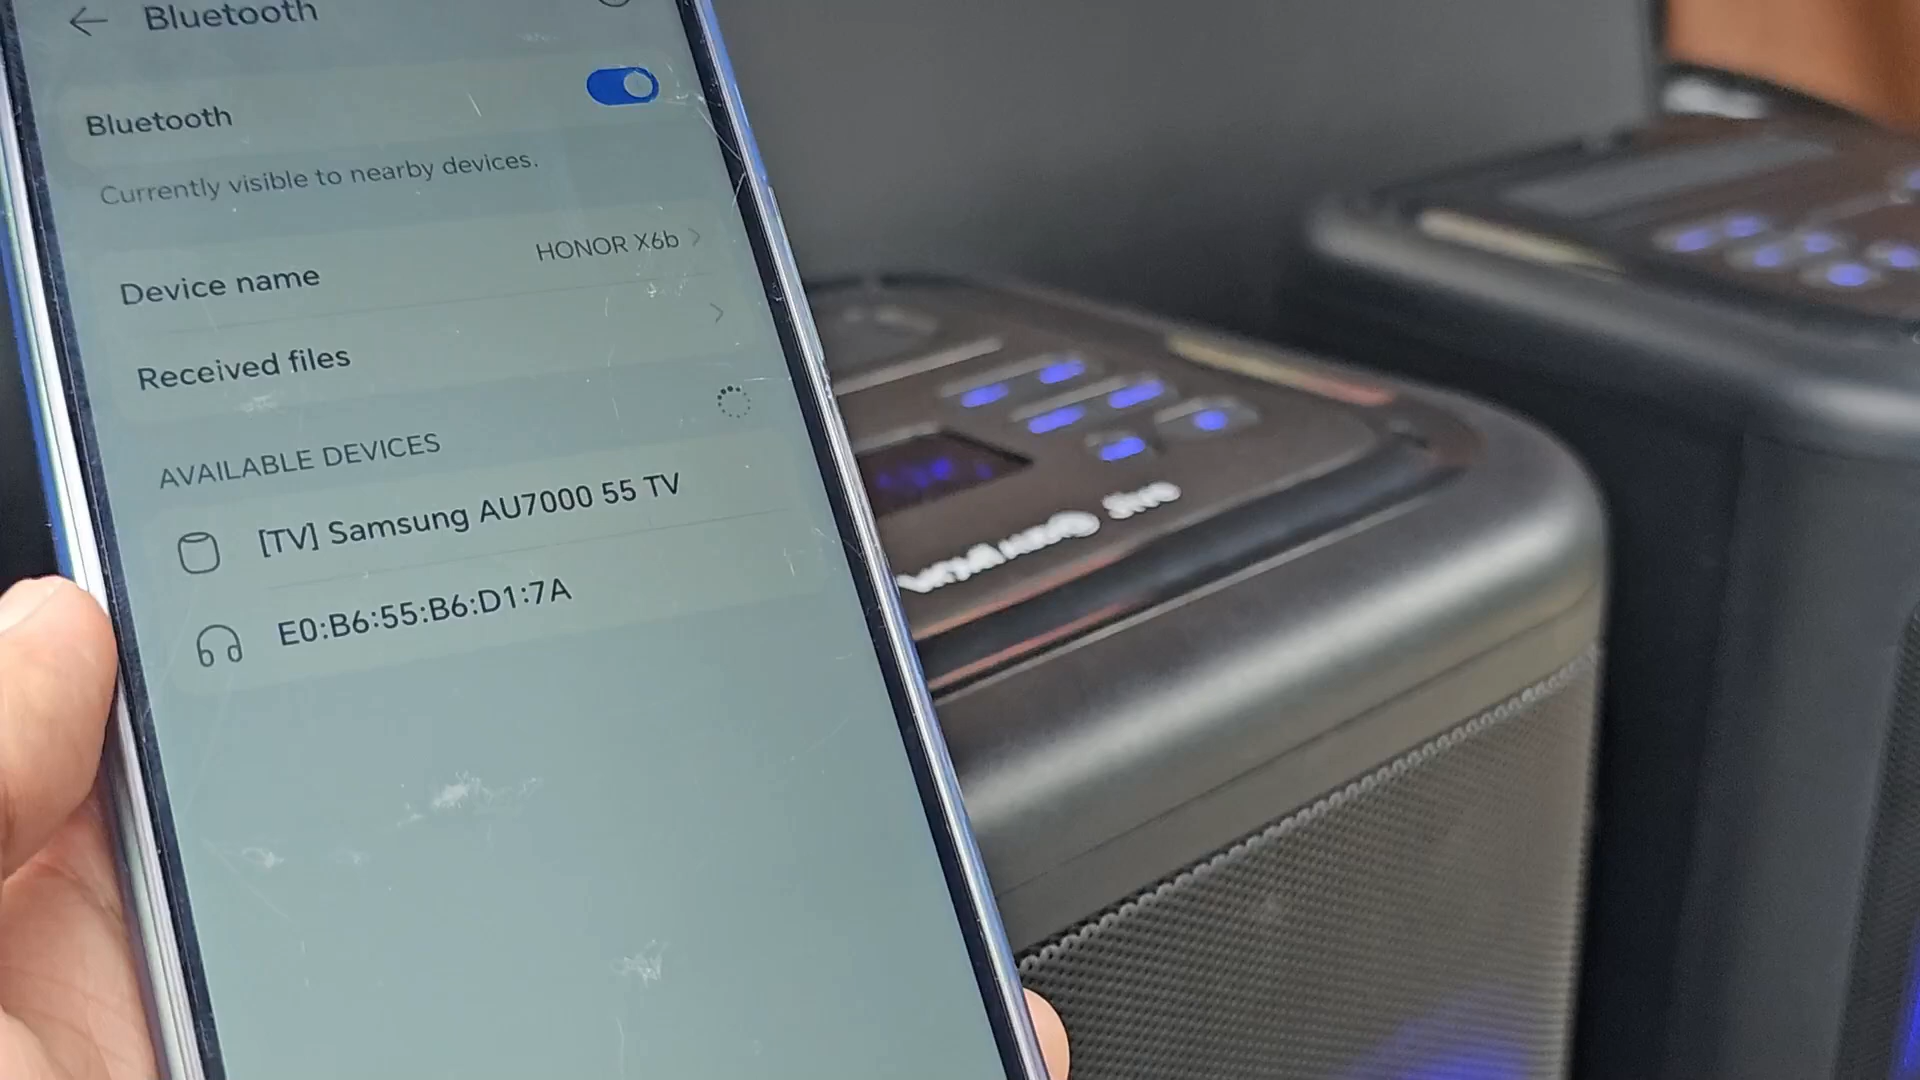 Bluetooth
Bluetooth
Currently visible to nearby devices.
Device name
HONOR X6b
Received files
AVAILABLE DEVICES
[TV] Samsung AU7000 55 TV
E0:B6:55:B6:D1:7A